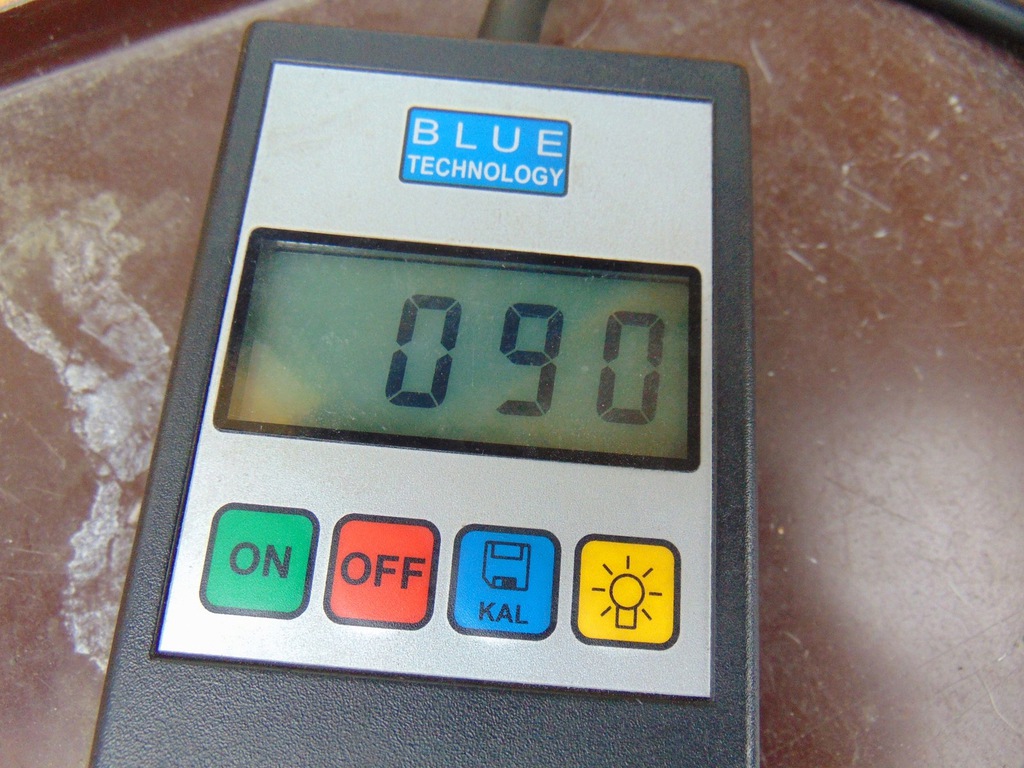 BLUE
TECHNOLOGY
090
ON
OFF
KAL